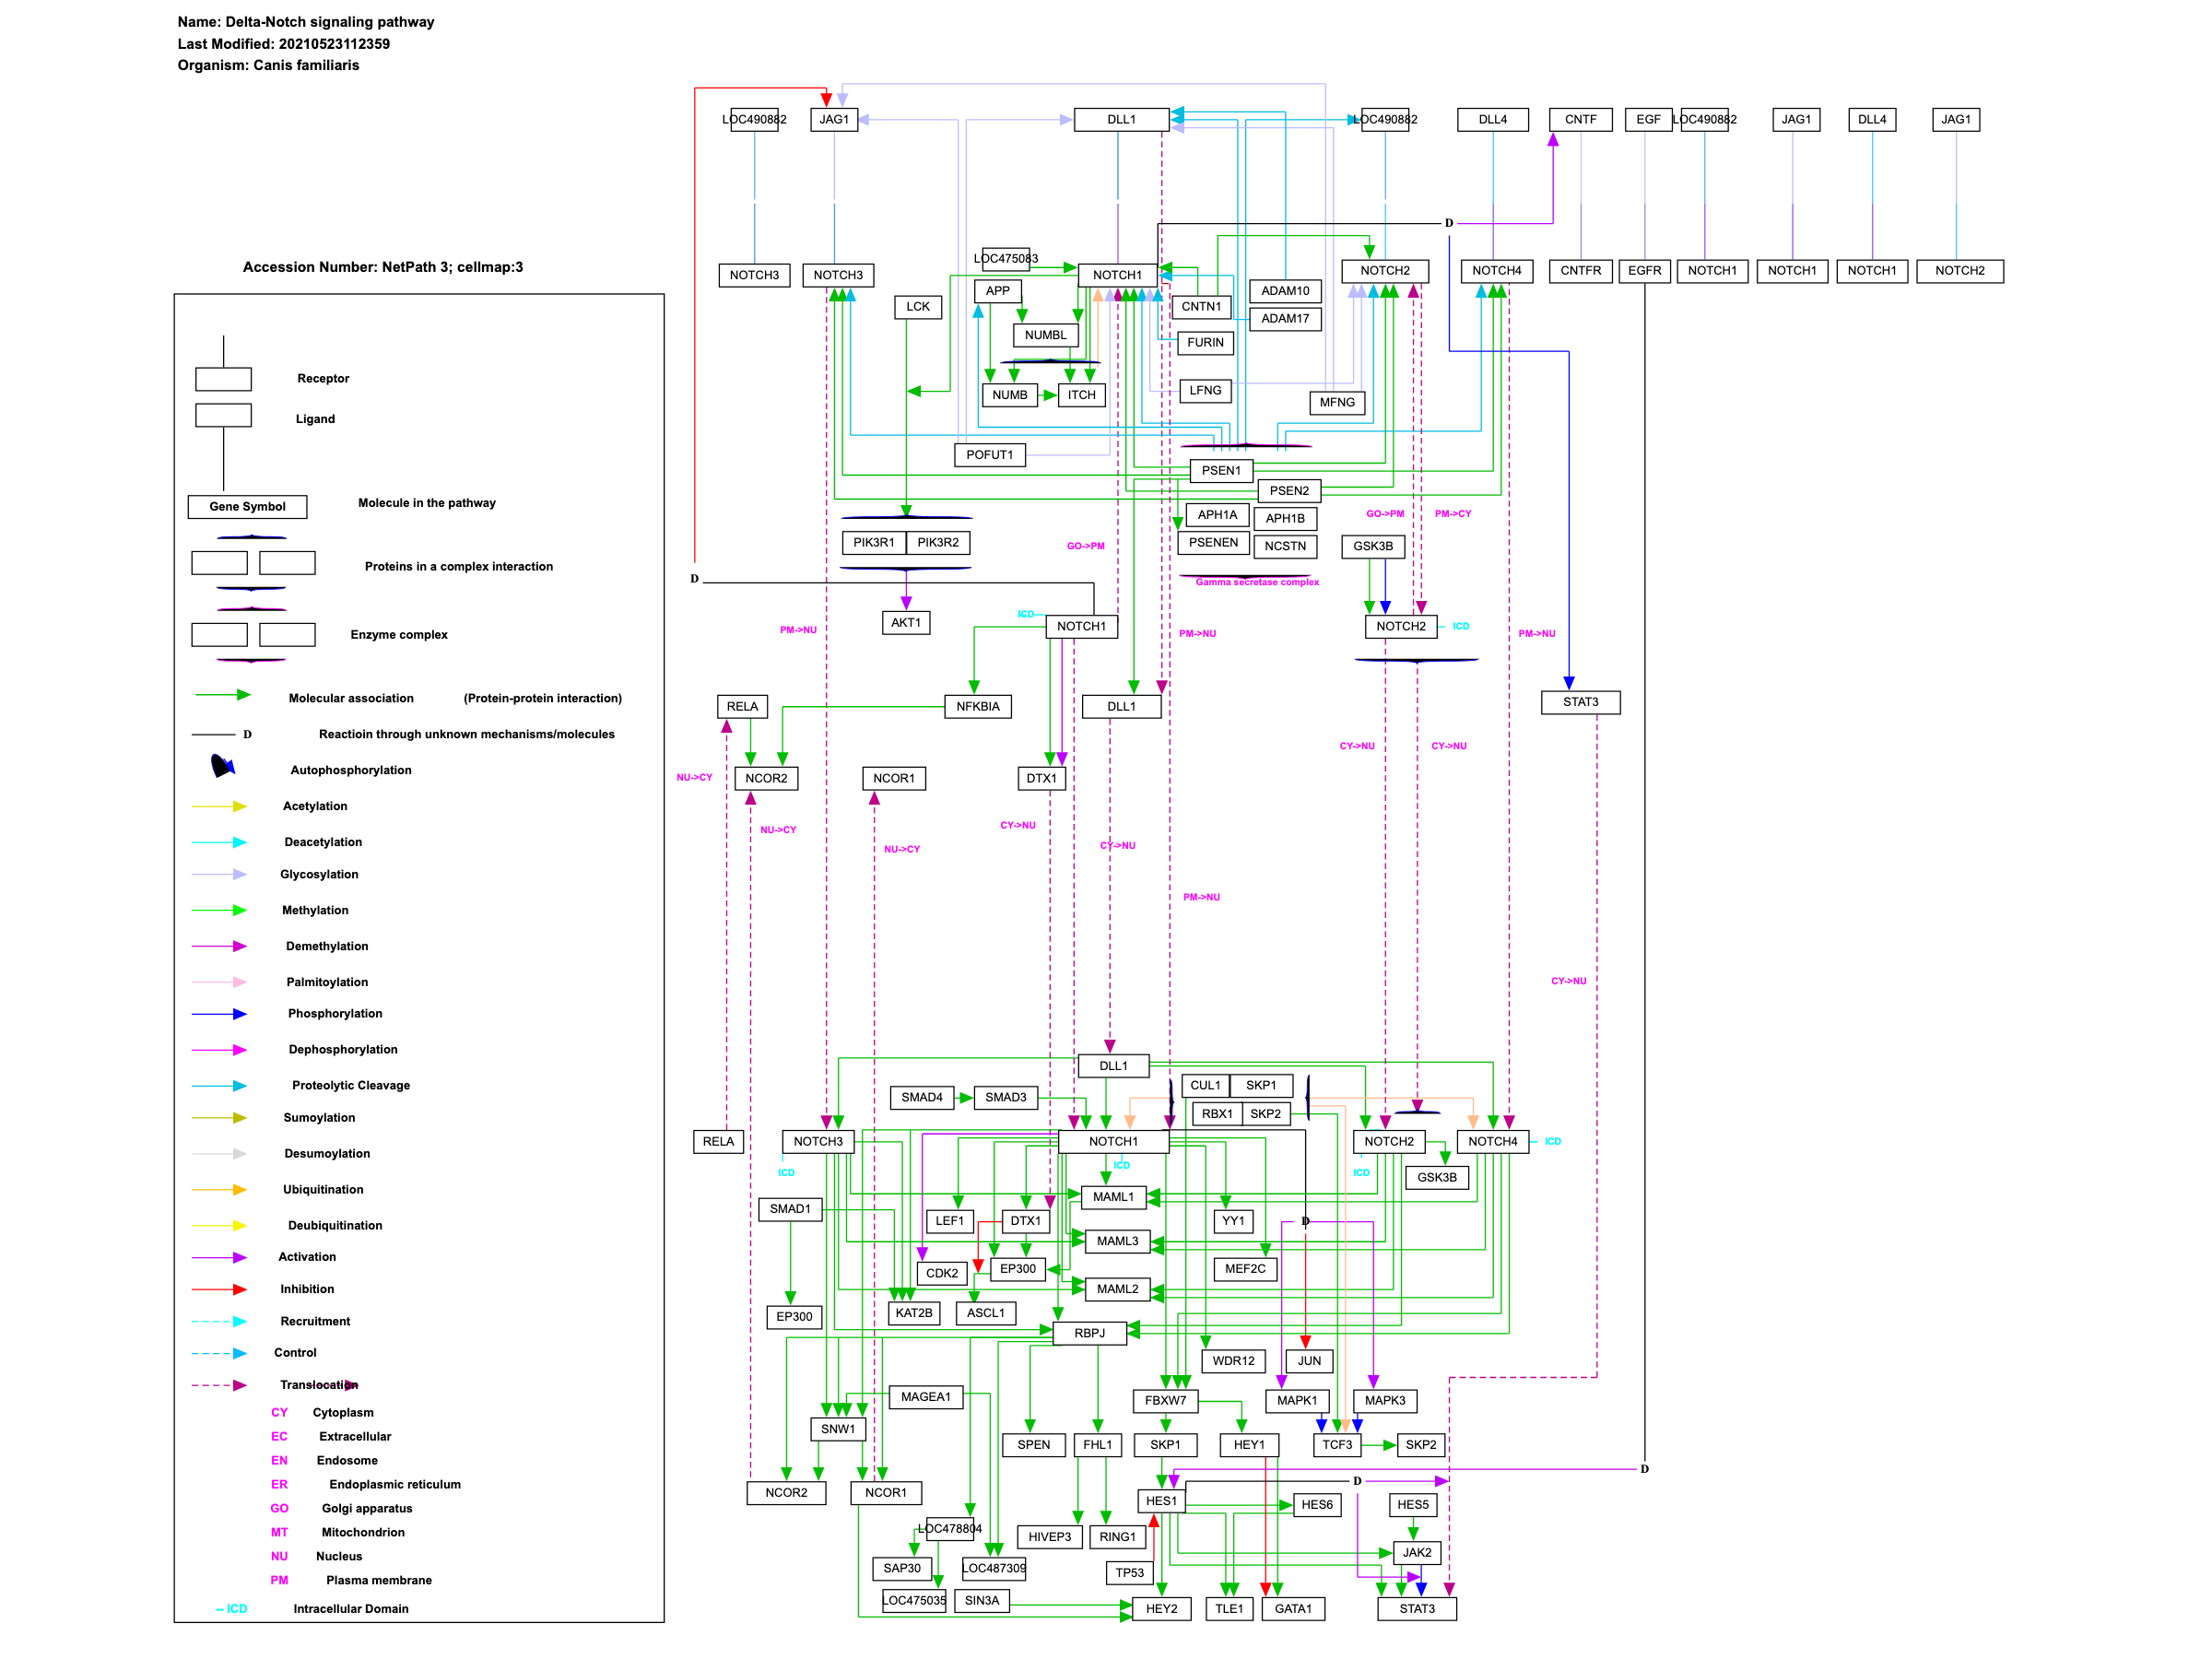 Name: Delta-Notch signaling pathway
Last Modified: 20210523112359
Organism: Canis familiaris
LOC490882 JAG1 DLL1 LOC490882 DLL4 CNTF EGF LOC490882 JAG1 DLL4 JAG1
D
Accession Number: NetPath 3; cellmap:3
LOC475083
NOTCH3 NOTCH3 NOTCH1 NOTCH2 NOTCH4 CNTFR EGFR NOTCH1 NOTCH1 NOTCH1 NOTCH2
APP ADAM10
LCK CNTN1
ADAM17
NUMBL FURIN
NUMB ITCH LFNG MFNG
POFUT1
PSEN1
PSEN2
APH1A APH1B
GO->PM PM->CY
PIK3R1 PIK3R2 PSENEN NCSTN GSK3B
GO->PM
D
Gamma secretase complex
ICD
AKT1 NOTCH1 NOTCH2 ICD
PM->NU PM->NU PM->NU
RELA NFKBIA DLL1 STAT3
CY->NU CY->NU
NU->CY NCOR2 NCOR1 DTX1
NU->CY CY->NU
NU->CY CY->NU
PM->NU
CY->NU
DLL1
SMAD4 SMAD3 CUL1 SKP1
RBX1 SKP2
RELA NOTCH3 NOTCH1 NOTCH2 NOTCH4 ICD
ICD ICD ICD
GSK3B
MAML1
SMAD1 LEF1 DTX1 YY1 D
MAML3
CDK2 EP300 MEF2C
MAML2
EP300 KAT2B ASCL1
RBPJ
WDR12 JUN
MAGEA1 FBXW7 MAPK1 MAPK3
SNW1 SPEN FHL1 SKP1 HEY1 TCF3 SKP2
D
D
NCOR2 NCOR1 HES1 HES6 HES5
LOC478804 HIVEP3 RING1
JAK2
SAP30 LOC487309 TP53
LOC475035 SIN3A HEY2 TLE1 GATA1 STAT3
Receptor
Ligand
Gene Symbol Molecule in the pathway
Proteins in a complex interaction
Enzyme complex
Molecular association (Protein-protein interaction)
D Reactioin through unknown mechanisms/molecules
Autophosphorylation
Acetylation
Deacetylation
Glycosylation
Methylation
Demethylation
Palmitoylation
Phosphorylation
Dephosphorylation
Proteolytic Cleavage
Sumoylation
Desumoylation
Ubiquitination
Deubiquitination
Activation
Inhibition
Recruitment
Control
Translocation
CY Cytoplasm
EC Extracellular
EN Endosome
ER Endoplasmic reticulum
GO Golgi apparatus
MT Mitochondrion
NU Nucleus
PM Plasma membrane
-- ICD Intracellular Domain